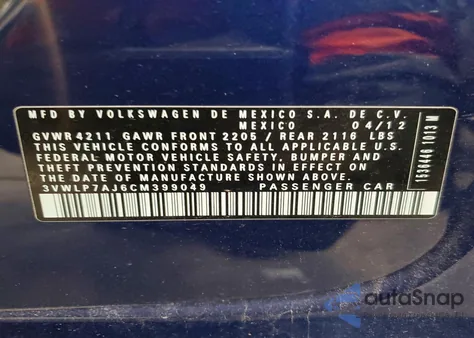 MFD. BY VOLKSWAGEN DE MEXICO S.A. DE C.V.
MEXICO 04/12
GVWR 4211 GAWR FRONT 2205 / REAR 2116 LBS
THIS VEHICLE CONFORMS TO ALL APPLICABLE U.S.
FEDERAL MOTOR VEHICLE SAFETY, BUMPER AND
THEFT PREVENTION STANDARDS IN EFFECT ON
THE DATE OF MANUFACTURE SHOWN ABOVE.
3VWLP7AJ6CM399049 PASSENGER CAR
1013 M
autoSnap